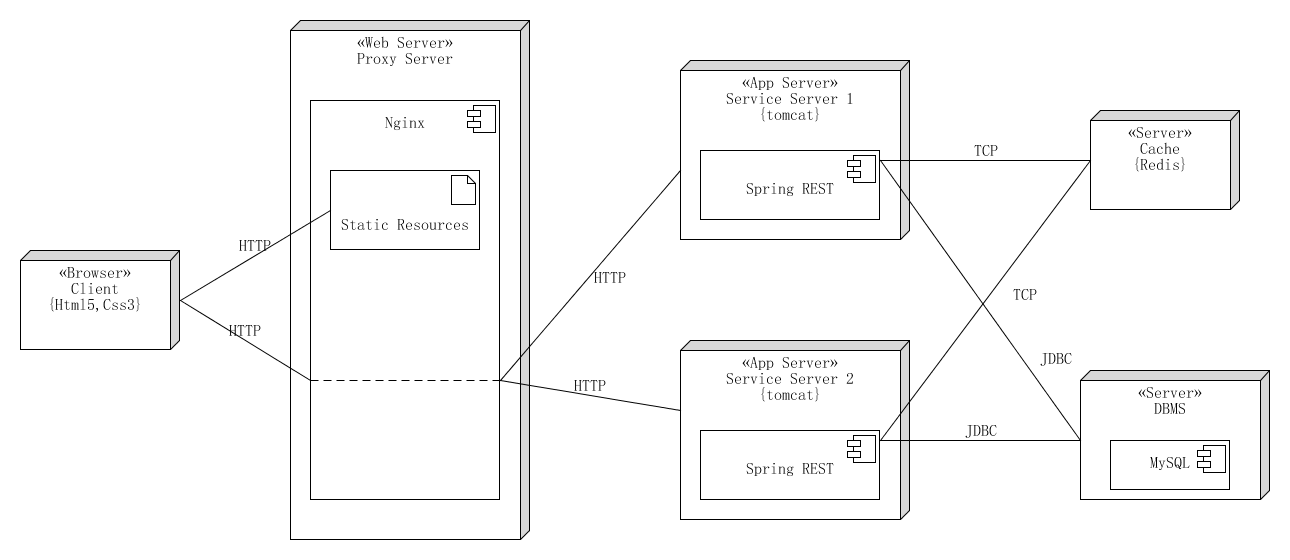 «Web Server»
Proxy Server
Nginx
Static Resources
HTTP
HTTP
«Browser»
Client
{Html5,Css3}
«App Server»
Service Server 1
{tomcat}
Spring REST
HTTP
HTTP
«App Server»
Service Server 2
{tomcat}
Spring REST
TCP
TCP
JDBC
JDBC
«Server»
Cache
{Redis}
«Server»
DBMS
MySQL